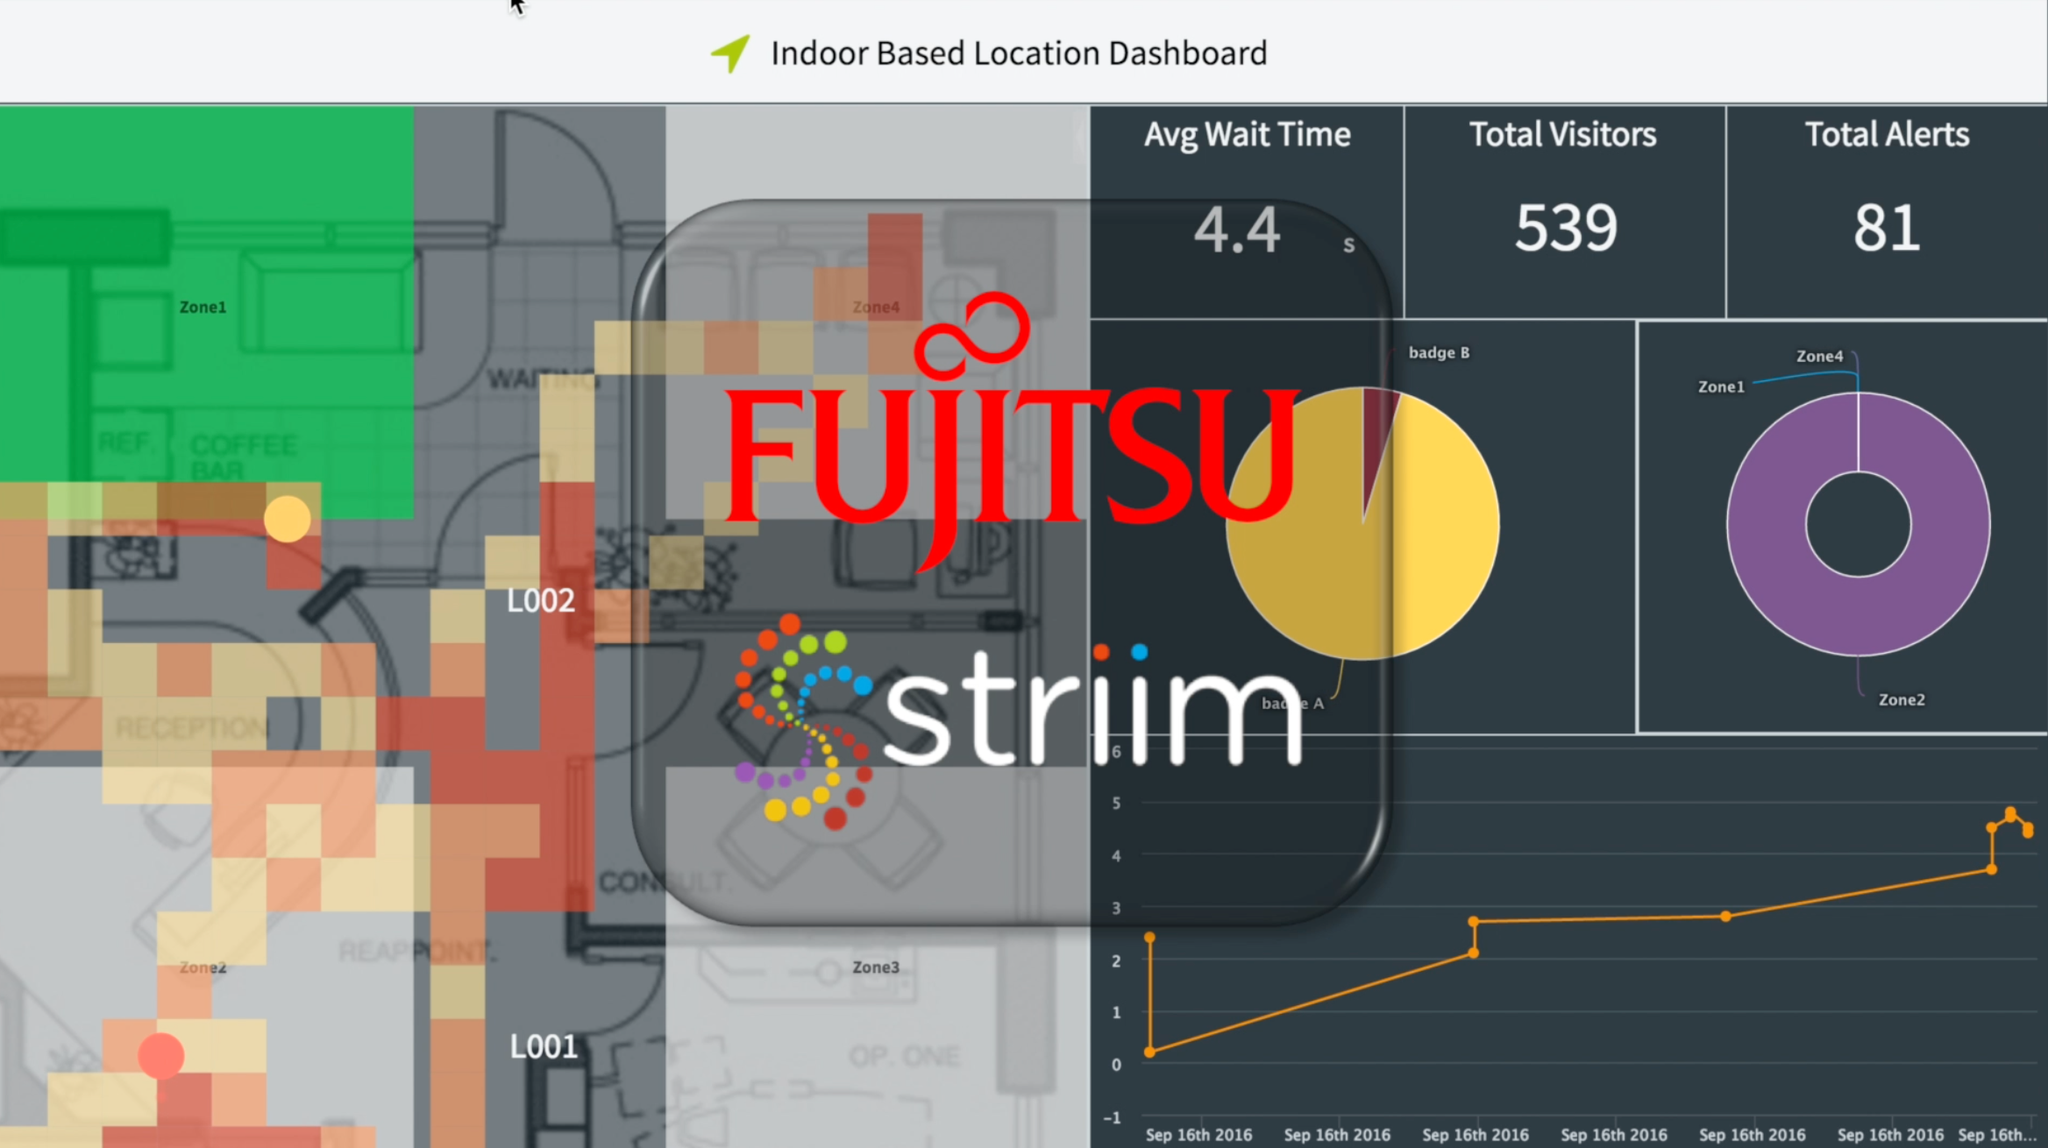 Indoor Based Location Dashboard
Avg Wait Time
4.4 s
Total Visitors
539
Total Alerts
81
Zone1
Zone4
WAITING
REF.
COFFEE
BAR
L002
RECEPTION
CONSULT.
REAPPOINT.
Zone2
Zone3
L001
OP. ONE
FUJITSU
striim
badge B
badge A
Zone4
Zone1
Zone2
6
5
4
3
2
1
0
-1
Sep 16th 2016 Sep 16th 2016 Sep 16th 2016 Sep 16th 2016 Sep 16th 2016 Sep 16th 2016 Sep 16th...